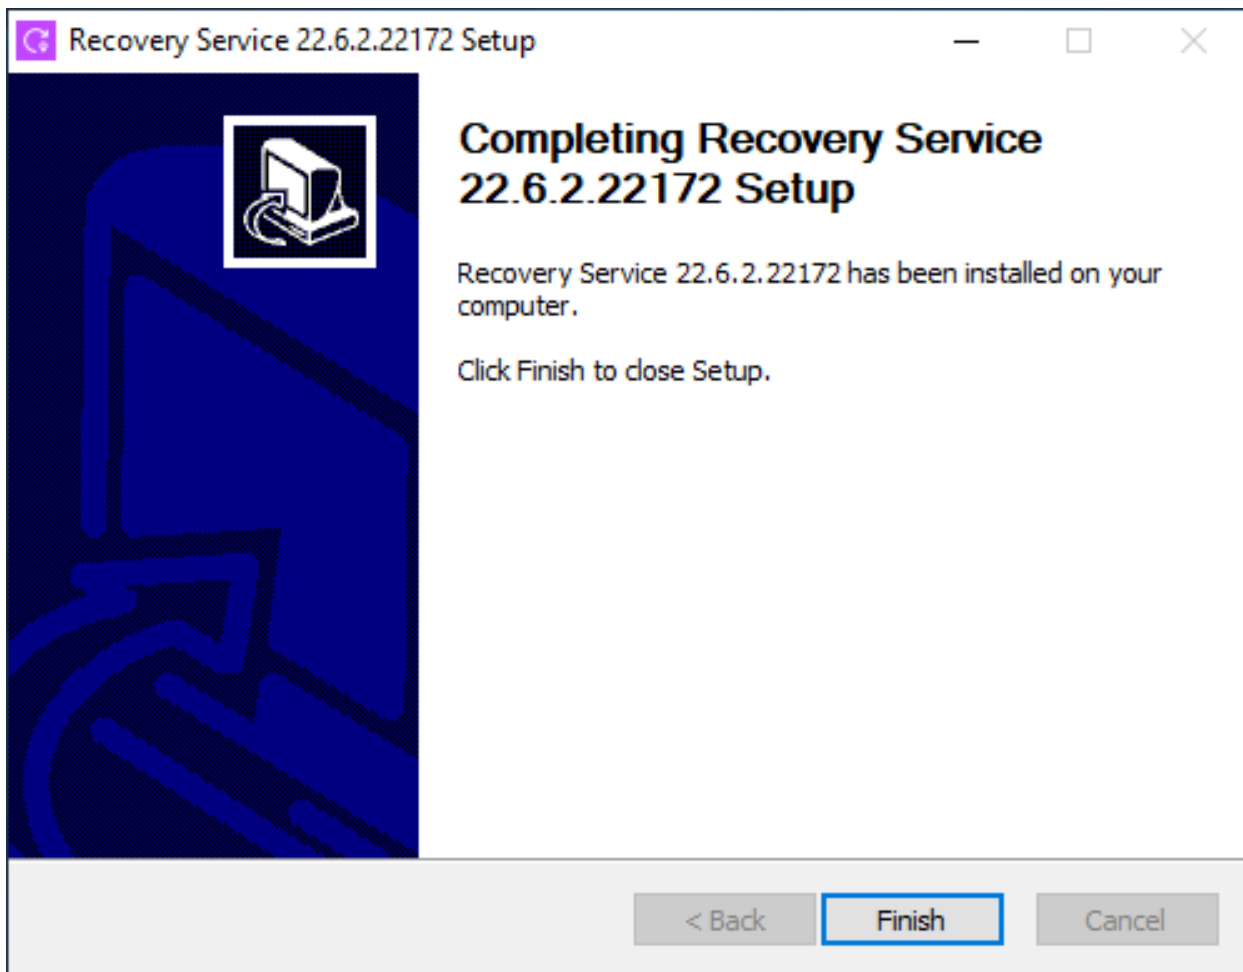 Recovery Service 22.6.2.22172 Setup
Completing Recovery Service
22.6.2.22172 Setup
Recovery Service 22.6.2.22172 has been installed on your
computer.
Click Finish to close Setup.
< Back
Finish
Cancel